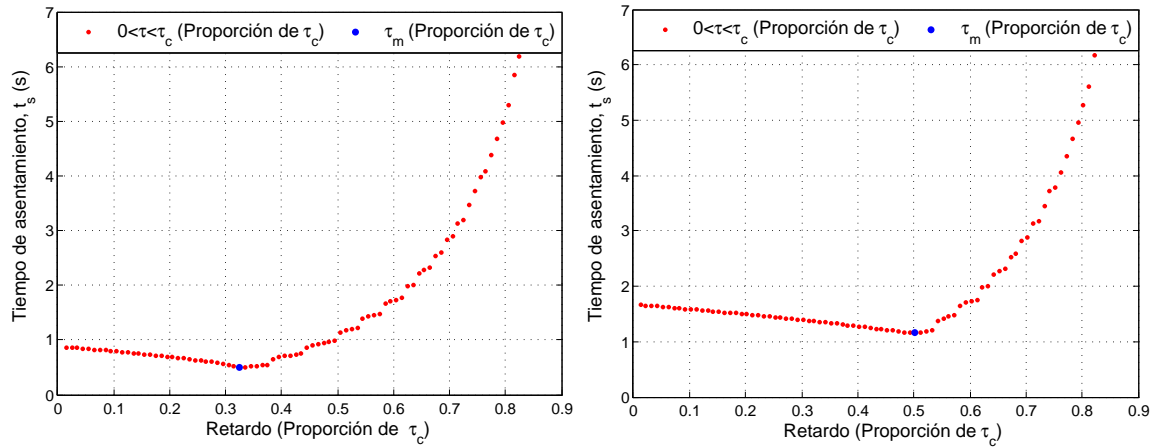 0<τ<τc (Proporción de τc)
τm (Proporción de τc)
7
6
5
4
3
2
1
0
Tiempo de asentamiento, ts (s)
0 0.1 0.2 0.3 0.4 0.5 0.6 0.7 0.8 0.9
Retardo (Proporción de τc)
0<τ<τc (Proporción de τc)
τm (Proporción de τc)
7
6
5
4
3
2
1
0
Tiempo de asentamiento, ts (s)
0 0.1 0.2 0.3 0.4 0.5 0.6 0.7 0.8 0.9
Retardo (Proporción de τc)